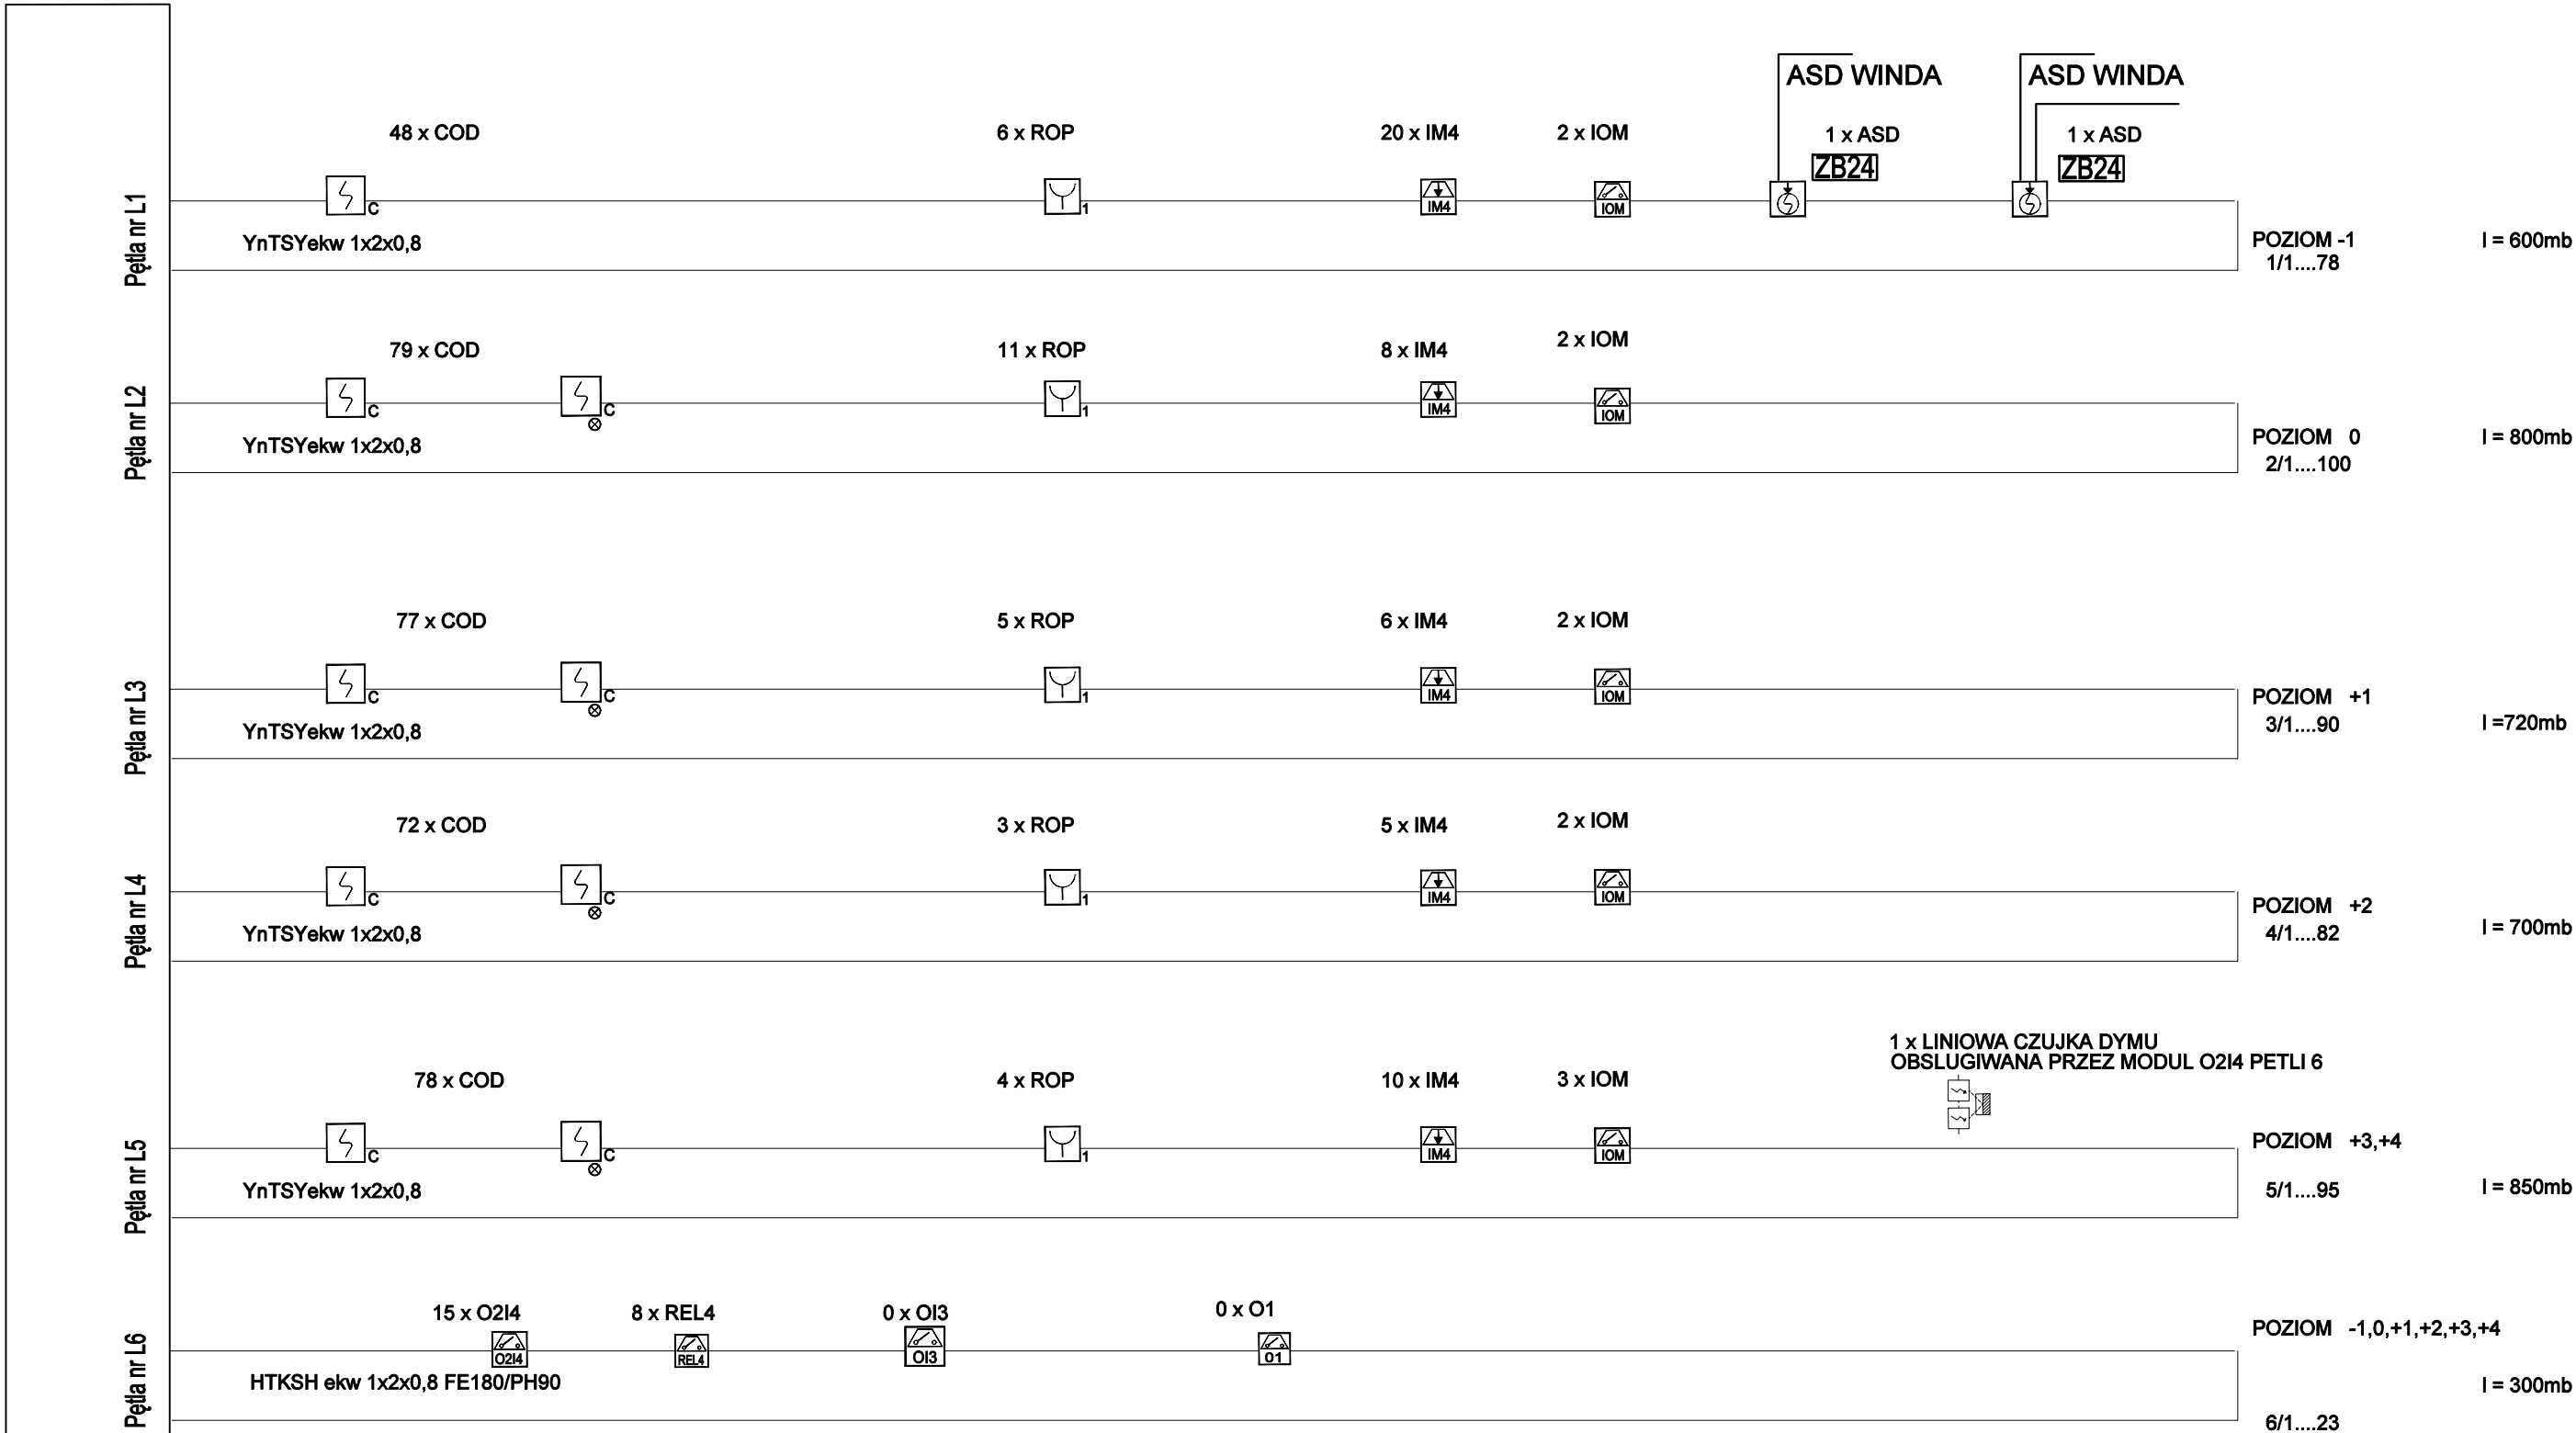 ASD WINDA
ASD WINDA
48 x COD
6 x ROP
20 x IM4
2 x IOM
1 x ASD
1 x ASD
ZB24
ZB24
Pętla nr L1
C
1
IM4
IOM
YnTSYekw 1x2x0,8
POZIOM -1
l = 600mb
1/1....78
79 x COD
11 x ROP
8 x IM4
2 x IOM
Pętla nr L2
C
C
1
IM4
IOM
YnTSYekw 1x2x0,8
POZIOM 0
l = 800mb
2/1....100
77 x COD
5 x ROP
6 x IM4
2 x IOM
Pętla nr L3
C
C
1
IM4
IOM
YnTSYekw 1x2x0,8
POZIOM +1
3/1....90
l =720mb
72 x COD
3 x ROP
5 x IM4
2 x IOM
Pętla nr L4
C
C
1
IM4
IOM
YnTSYekw 1x2x0,8
POZIOM +2
4/1....82
l = 700mb
1 x LINIOWA CZUJKA DYMU
OBSLUGIWANA PRZEZ MODUL O2I4 PETLI 6
78 x COD
4 x ROP
10 x IM4
3 x IOM
Pętla nr L5
C
C
1
IM4
IOM
YnTSYekw 1x2x0,8
POZIOM +3,+4
5/1....95
l = 850mb
15 x O2I4
8 x REL4
0 x OI3
0 x O1
Pętla nr L6
O2I4
REL4
OI3
O1
HTKSH ekw 1x2x0,8 FE180/PH90
POZIOM -1,0,+1,+2,+3,+4
l = 300mb
6/1....23